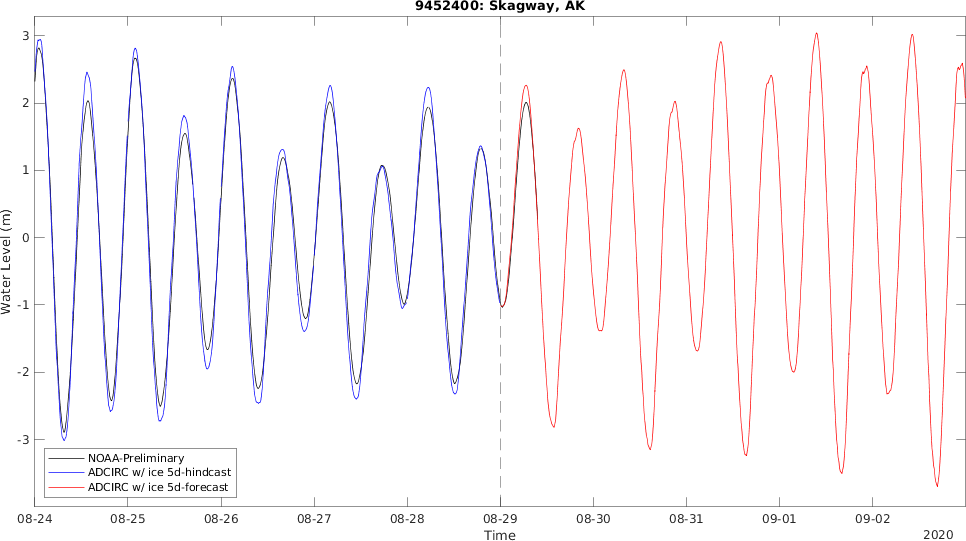 9452400: Skagway, AK
3
2
1
0
-1
-2
-3
Water Level (m)
NOAA-Preliminary
ADCIRC w/ ice 5d-hindcast
ADCIRC w/ ice 5d-forecast
08-24 08-25 08-26 08-27 08-28 08-29 08-30 08-31 09-01 09-02
Time
2020